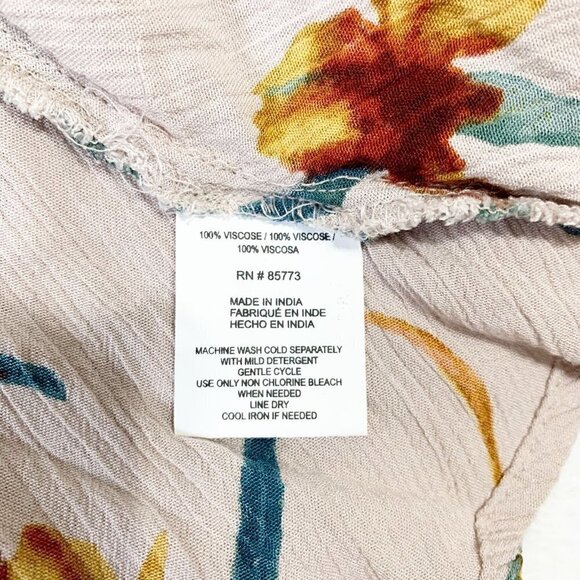 100% VISCOSE / 100% VISCOSE /
100% VISCOSA
RN # 85773
MADE IN INDIA
FABRIQUÉ EN INDE
HECHO EN INDIA
MACHINE WASH COLD SEPARATELY
WITH MILD DETERGENT
GENTLE CYCLE
USE ONLY NON CHLORINE BLEACH
WHEN NEEDED
LINE DRY
COOL IRON IF NEEDED